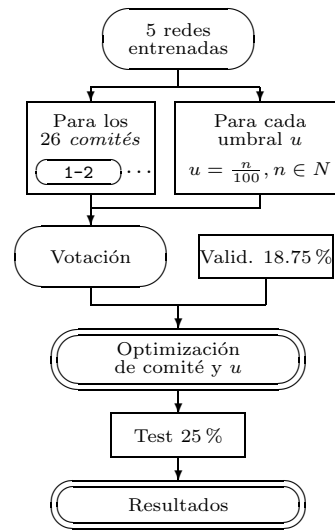 5 redes
entrenadas
Para los
26 comités
1-2 ...
Para cada
umbral u
u = n/100, n ∈ N
Votación
Valid. 18.75 %
Optimización
de comité y u
Test 25 %
Resultados